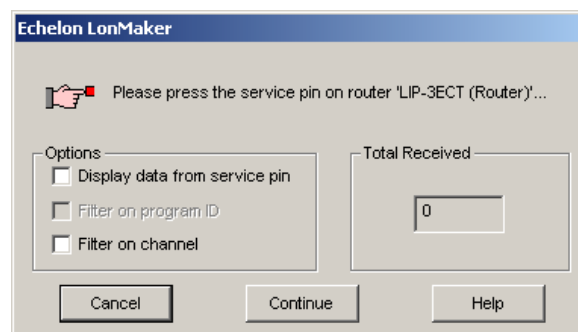 Echelon LonMaker
Please press the service pin on router 'LIP-3ECT (Router)'...
Options
Display data from service pin
Filter on program ID
Filter on channel
Total Received
0
Cancel
Continue
Help